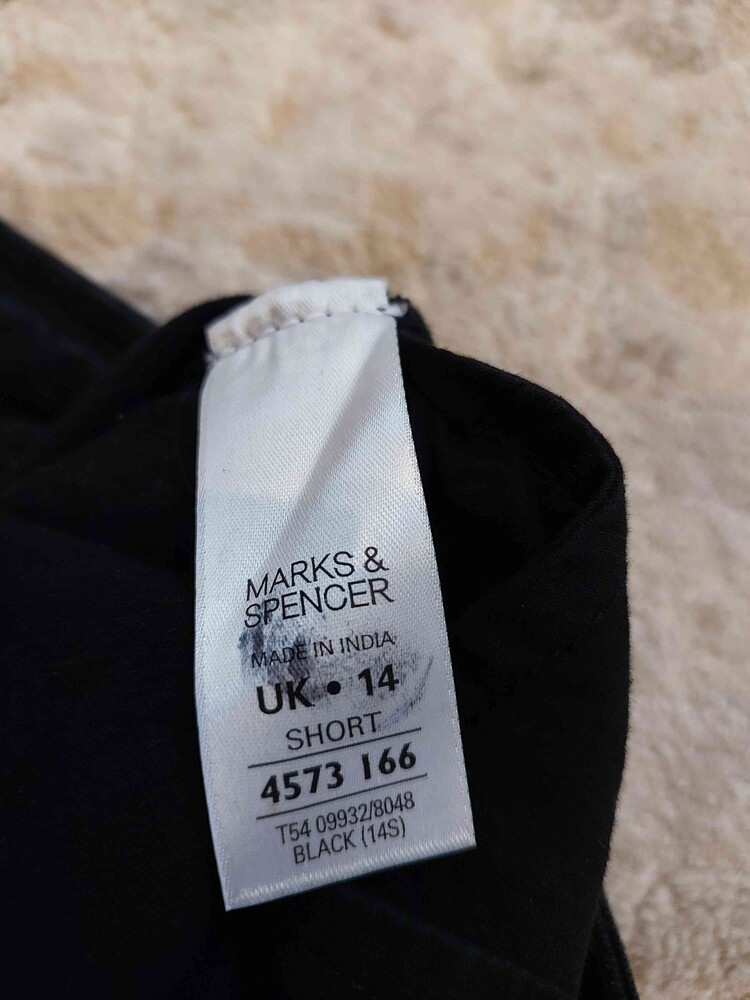 MARKS &
SPENCER
MADE IN INDIA
UK • 14
SHORT
4573 166
T54 09932/8048
BLACK (14S)